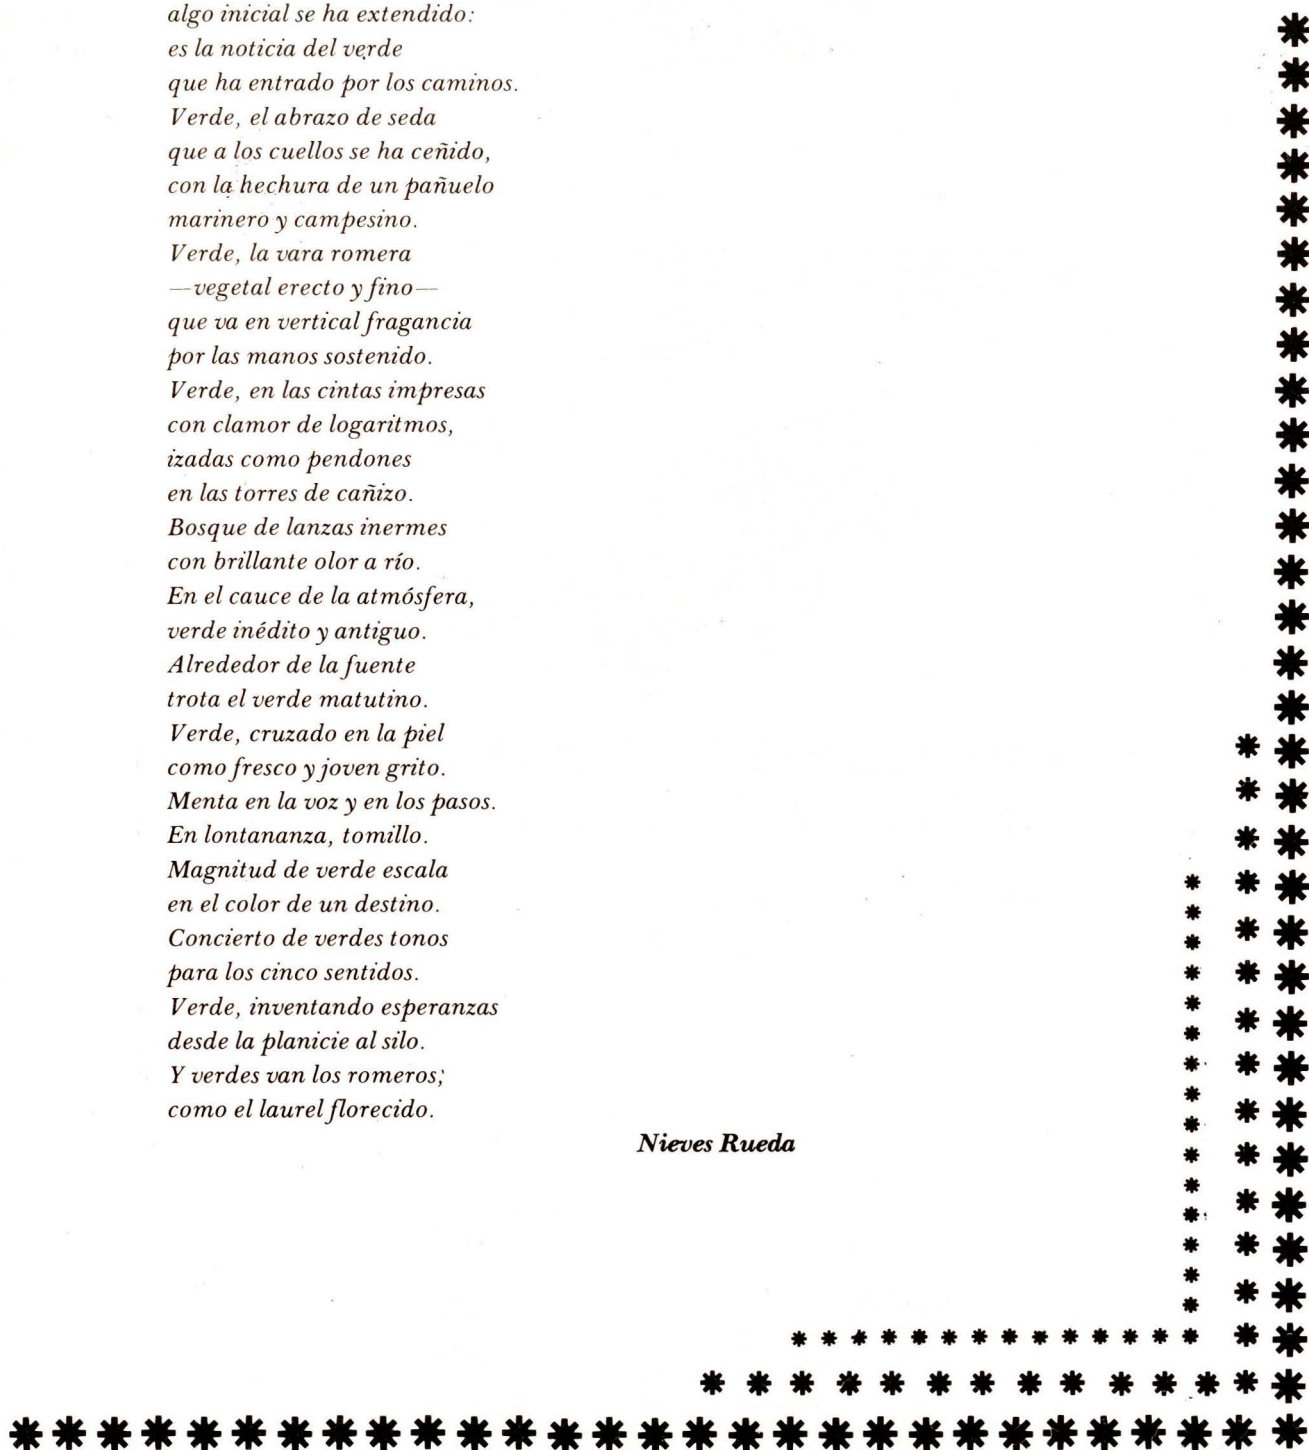 algo inicial se ha extendido:
es la noticia del verde
que ha entrado por los caminos.
Verde, el abrazo de seda
que a los cuellos se ha ceñido,
con la hechura de un pañuelo
marinero y campesino.
Verde, la vara romera
—vegetal erecto y fino—
que va en vertical fragancia
por las manos sostenido.
Verde, en las cintas impresas
con clamor de logaritmos,
izadas como pendones
en las torres de cañizo.
Bosque de lanzas inermes
con brillante olor a río.
En el cauce de la atmósfera,
verde inédito y antiguo.
Alrededor de la fuente
trota el verde matutino.
Verde, cruzado en la piel
como fresco y joven grito.
Menta en la voz y en los pasos.
En lontananza, tomillo.
Magnitud de verde escala
en el color de un destino.
Concierto de verdes tonos
para los cinco sentidos.
Verde, inventando esperanzas
desde la planicie al silo.
Y verdes van los romeros;
como el laurel florecido.
Nieves Rueda